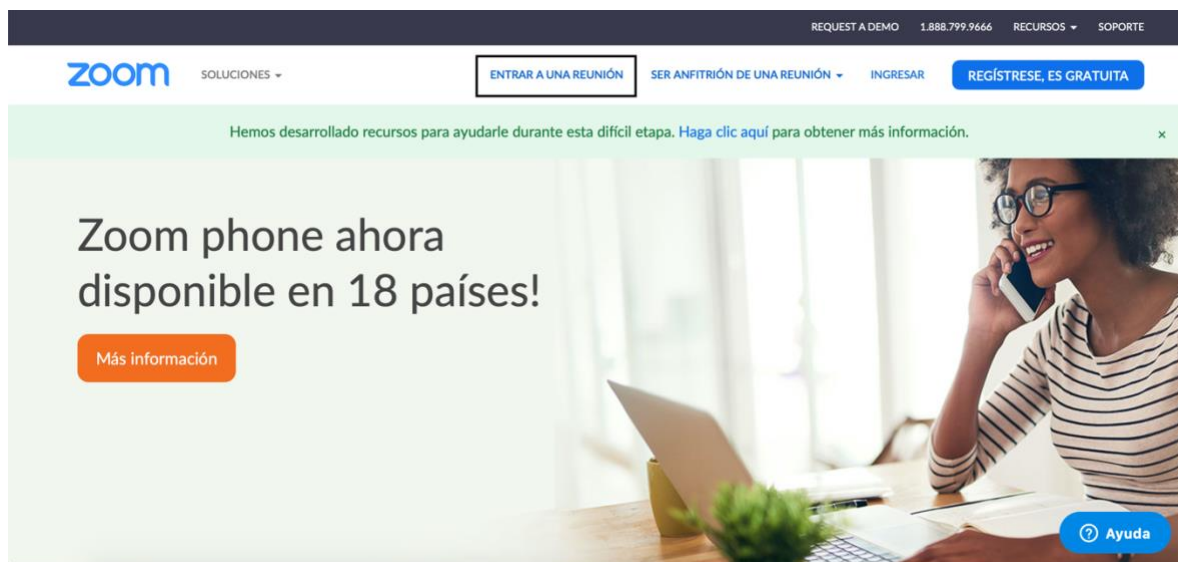 REQUEST A DEMO 1.888.799.9666 RECURSOS SOPORTE
zoom SOLUCIONES ENTRAR A UNA REUNIÓN SER ANFITRIÓN DE UNA REUNIÓN INGRESAR REGÍSTRESE, ES GRATUITA
Hemos desarrollado recursos para ayudarle durante esta difícil etapa. Haga clic aquí para obtener más información. ×
Zoom phone ahora
disponible en 18 países!
Más información
? Ayuda